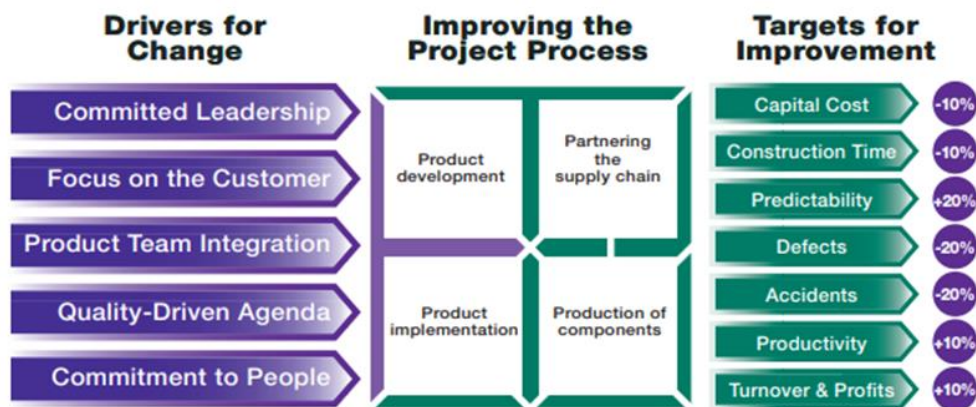 Drivers for
Change
Committed Leadership
Focus on the Customer
Product Team Integration
Quality-Driven Agenda
Commitment to People
Improving the
Project Process
Product
development
Partnering
the
supply chain
Product
implementation
Production of
components
Targets for
Improvement
Capital Cost -10%
Construction Time -10%
Predictability +20%
Defects -20%
Accidents -20%
Productivity +10%
Turnover & Profits +10%